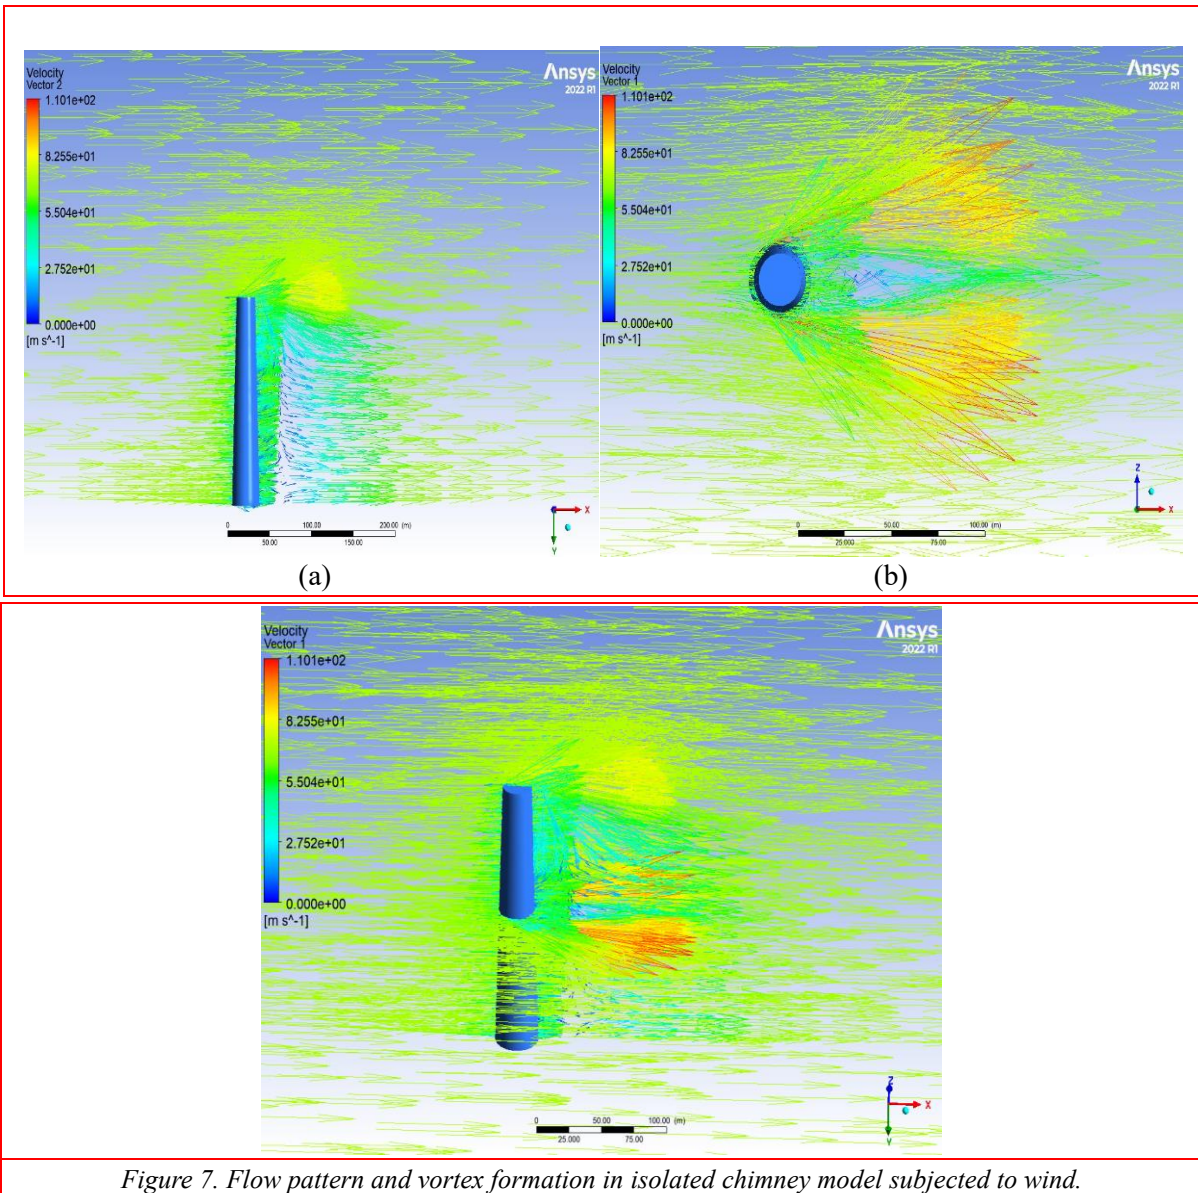 Velocity
Vector 2
1.101e+02
8.255e+01
5.504e+01
2.752e+01
0.000e+00
[m s^-1]
Ansys
2022 R1
0 100.00 200.00 (m)
50.00 150.00
X
Y
(a)
Velocity
Vector 1
1.101e+02
8.255e+01
5.504e+01
2.752e+01
0.000e+00
[m s^-1]
Ansys
2022 R1
0 50.00 100.00 (m)
25.000 75.00
Z
X
(b)
Velocity
Vector 1
1.101e+02
8.255e+01
5.504e+01
2.752e+01
0.000e+00
[m s^-1]
Ansys
2022 R1
0 50.00 100.00 (m)
25.000 75.00
Z
X
Y
Figure 7. Flow pattern and vortex formation in isolated chimney model subjected to wind.